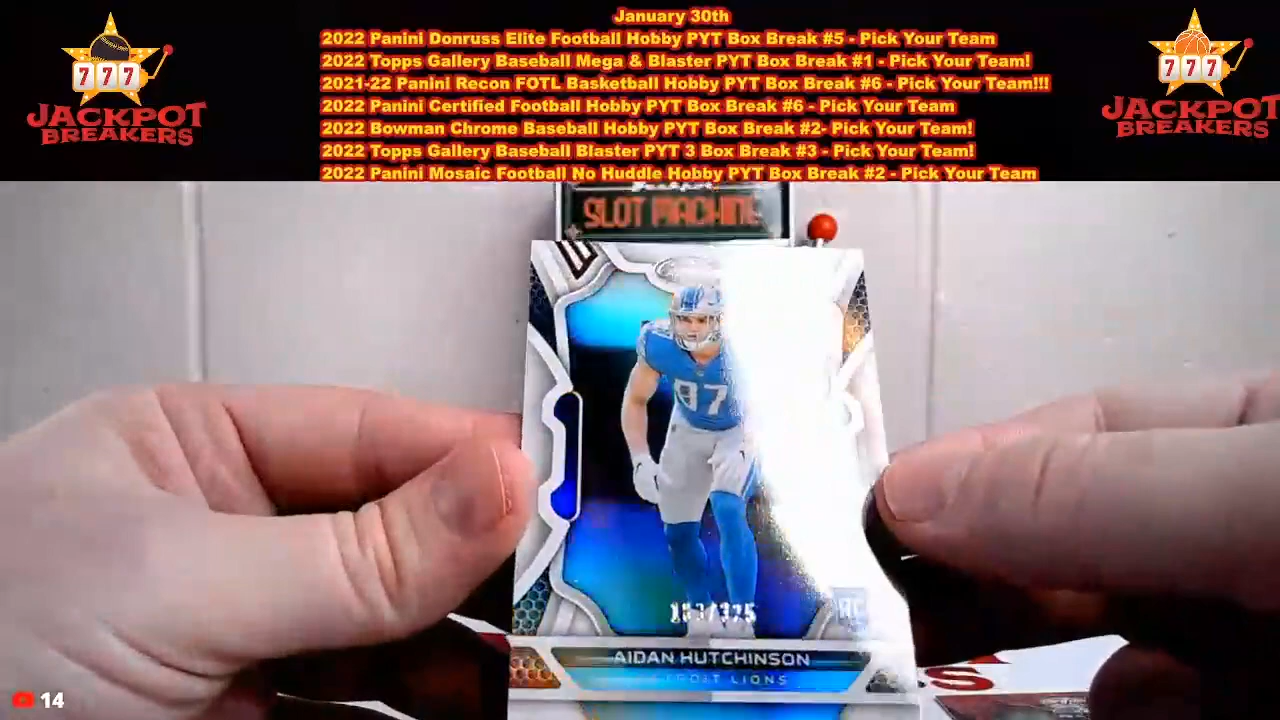 January 30th
2022 Panini Donruss Elite Football Hobby PYT Box Break #5 - Pick Your Team
2022 Topps Gallery Baseball Mega & Blaster PYT Box Break #1 - Pick Your Team!
2021-22 Panini Recon FOTL Basketball Hobby PYT Box Break #6 - Pick Your Team!!!
2022 Panini Certified Football Hobby PYT Box Break #6 - Pick Your Team
2022 Bowman Chrome Baseball Hobby PYT Box Break #2- Pick Your Team!
2022 Topps Gallery Baseball Blaster PYT 3 Box Break #3 - Pick Your Team!
2022 Panini Mosaic Football No Huddle Hobby PYT Box Break #2 - Pick Your Team
777
JACKPOT
BREAKERS
777
JACKPOT
BREAKERS
SLOT MACHINE
97
RC
AIDAN HUTCHINSON
DETROIT LIONS
14